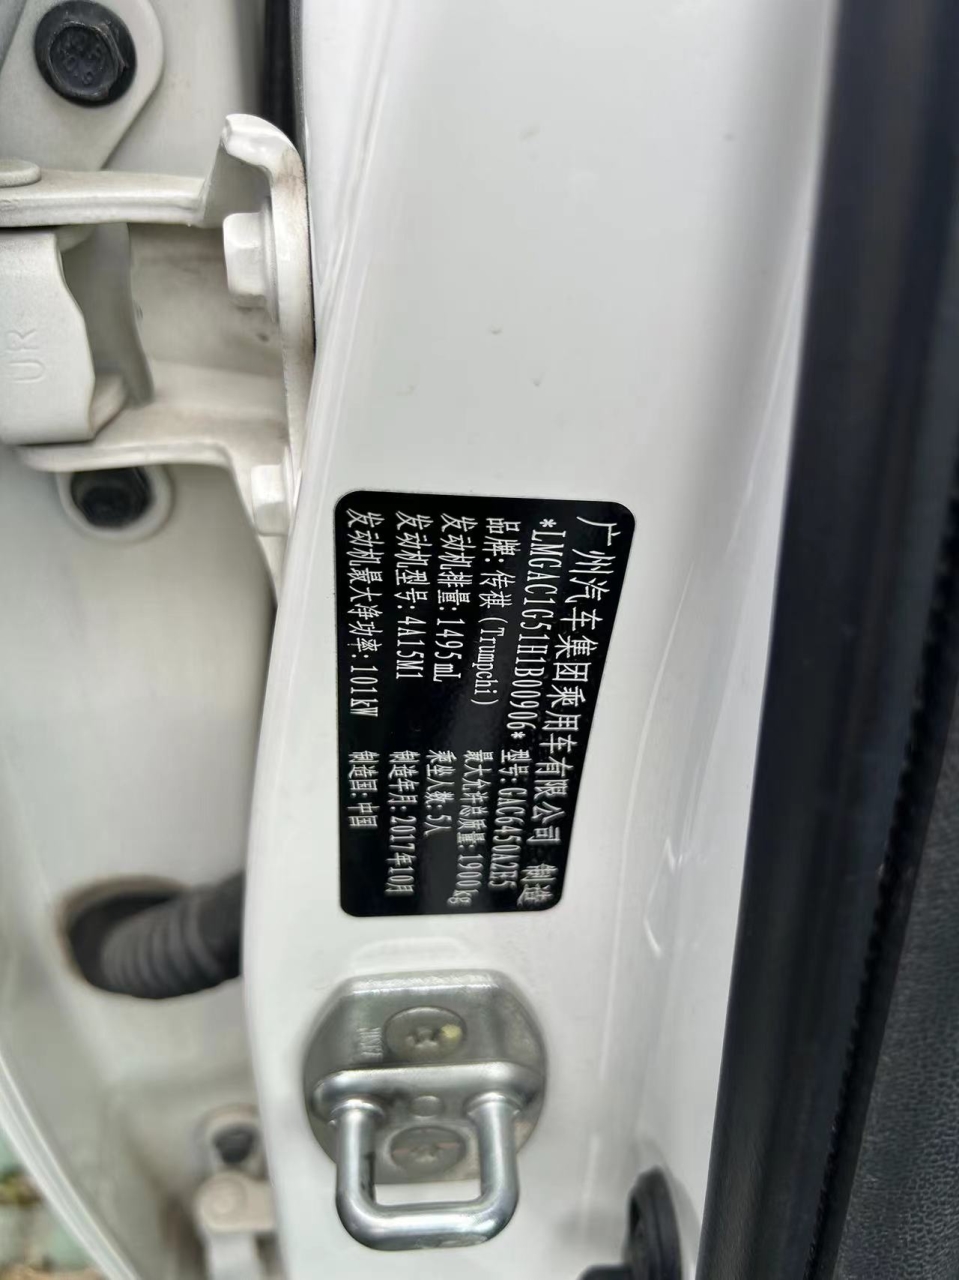 广州汽车集团乘用车有限公司 制造
*LMGAC1G51H1B00906*
型号:GAC6450A2E5
品牌:传祺(Trumpchi)
最大允许总质量:1900kg
发动机排量:1495mL
乘坐人数:5人
发动机型号:4A15M1
制造年月:2017年10月
发动机最大净功率:101kW
制造国:中国
UR